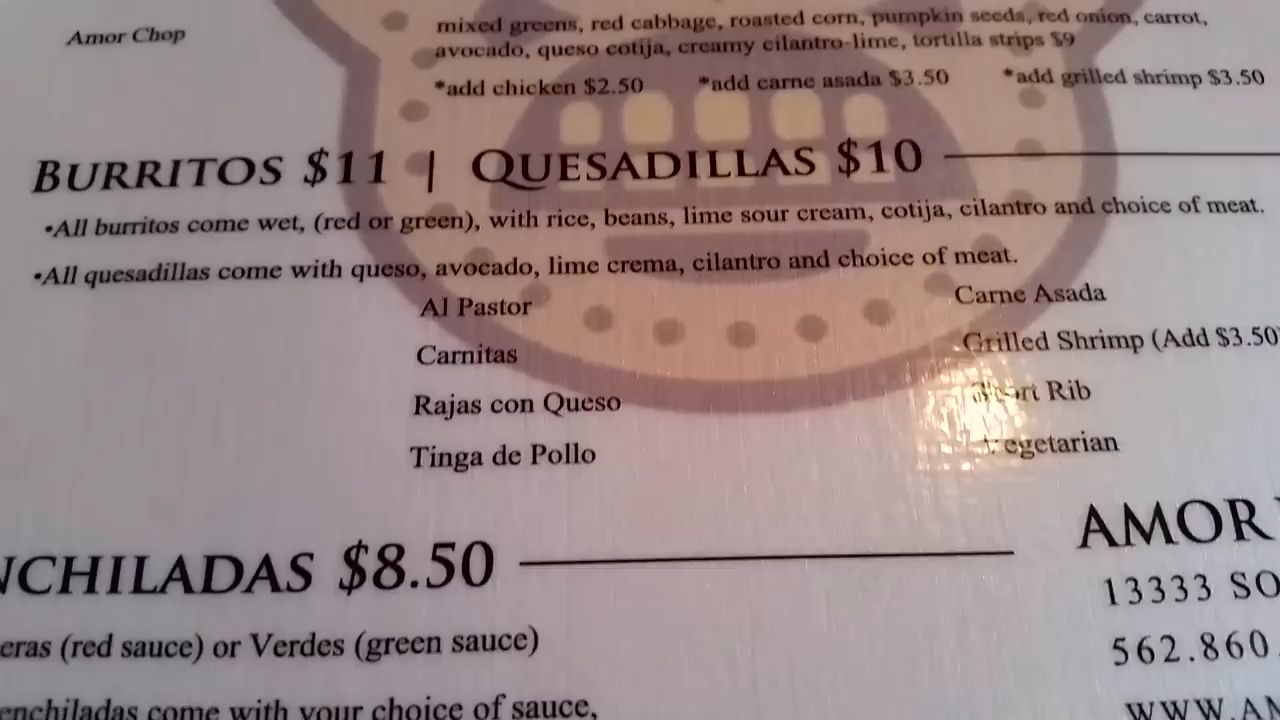 Amor Chop
mixed greens, red cabbage, roasted corn, pumpkin seeds, red onion, carrot,
avocado, queso cotija, creamy cilantro-lime, tortilla strips $9
*add chicken $2.50 *add carne asada $3.50 *add grilled shrimp $3.50
BURRITOS $11 | QUESADILLAS $10
•All burritos come wet, (red or green), with rice, beans, lime sour cream, cotija, cilantro and choice of meat.
•All quesadillas come with queso, avocado, lime crema, cilantro and choice of meat.
Al Pastor
Carnitas
Rajas con Queso
Tinga de Pollo
Carne Asada
Grilled Shrimp (Add $3.50)
Short Rib
Vegetarian
NCHILADAS $8.50
eras (red sauce) or Verdes (green sauce)
enchiladas come with your choice of sauce,
AMOR
13333 SO
562.860.
WWW.AM